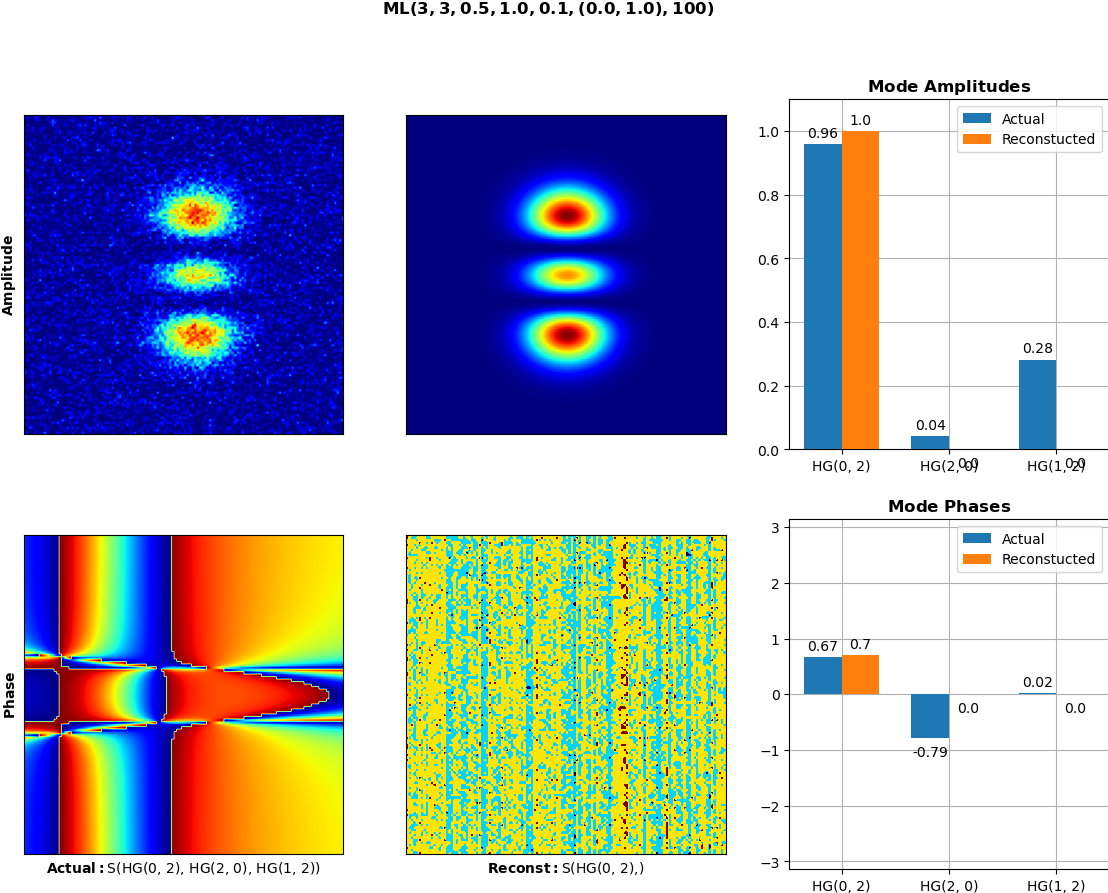 ML(3, 3, 0.5, 1.0, 0.1, (0.0, 1.0), 100)
Amplitude
Mode Amplitudes
Actual
Reconstucted
1.0
0.8
0.6
0.4
0.2
0.0
0.96
1.0
0.04
0.0
0.28
0.0
HG(0, 2)
HG(2, 0)
HG(1, 2)
Phase
Actual: S(HG(0, 2), HG(2, 0), HG(1, 2))
Reconst: S(HG(0, 2),)
Mode Phases
Actual
Reconstucted
3
2
1
0
−1
−2
−3
0.67
0.7
-0.79
0.0
0.02
0.0
HG(0, 2)
HG(2, 0)
HG(1, 2)